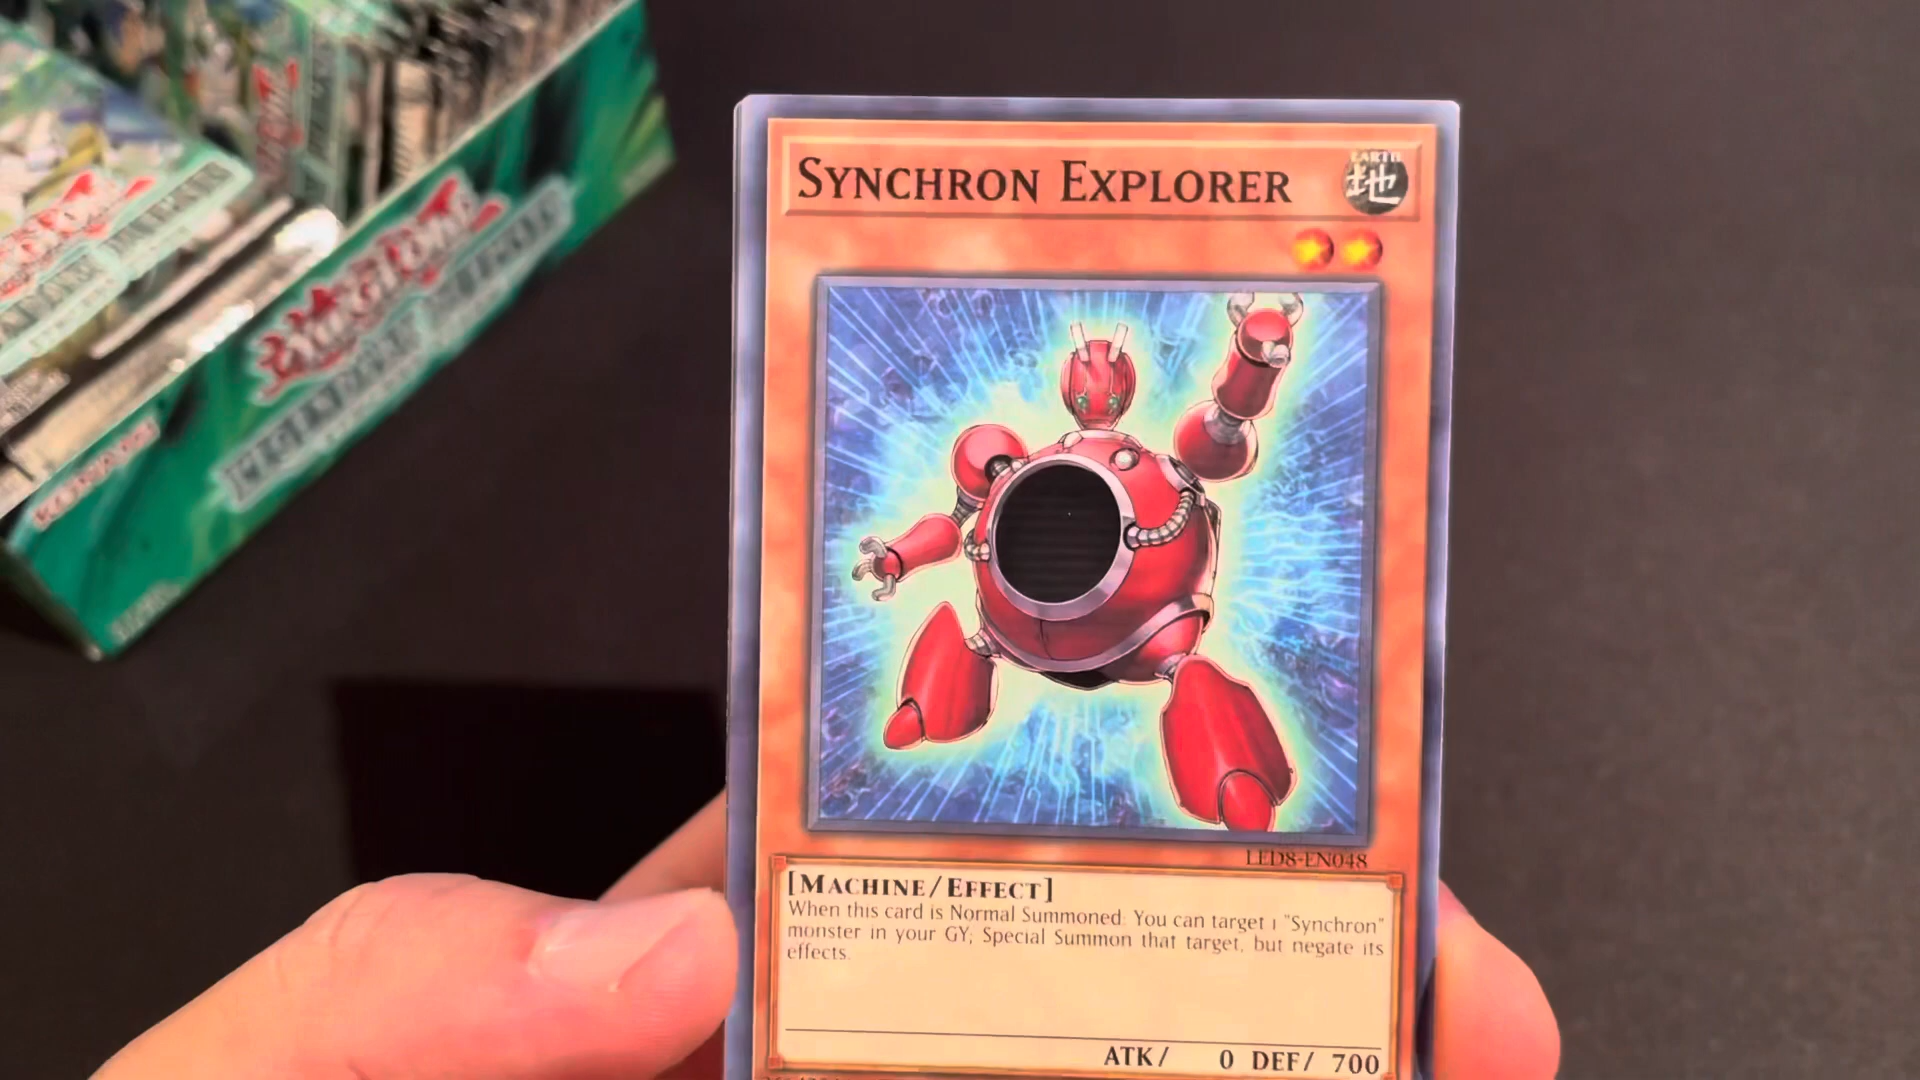 SYNCHRON EXPLORER
EARTH
地
LED8-EN048
[MACHINE/EFFECT]
When this card is Normal Summoned: You can target 1 "Synchron"
monster in your GY; Special Summon that target, but negate its
effects.
ATK/ 0 DEF/ 700
KONAMI